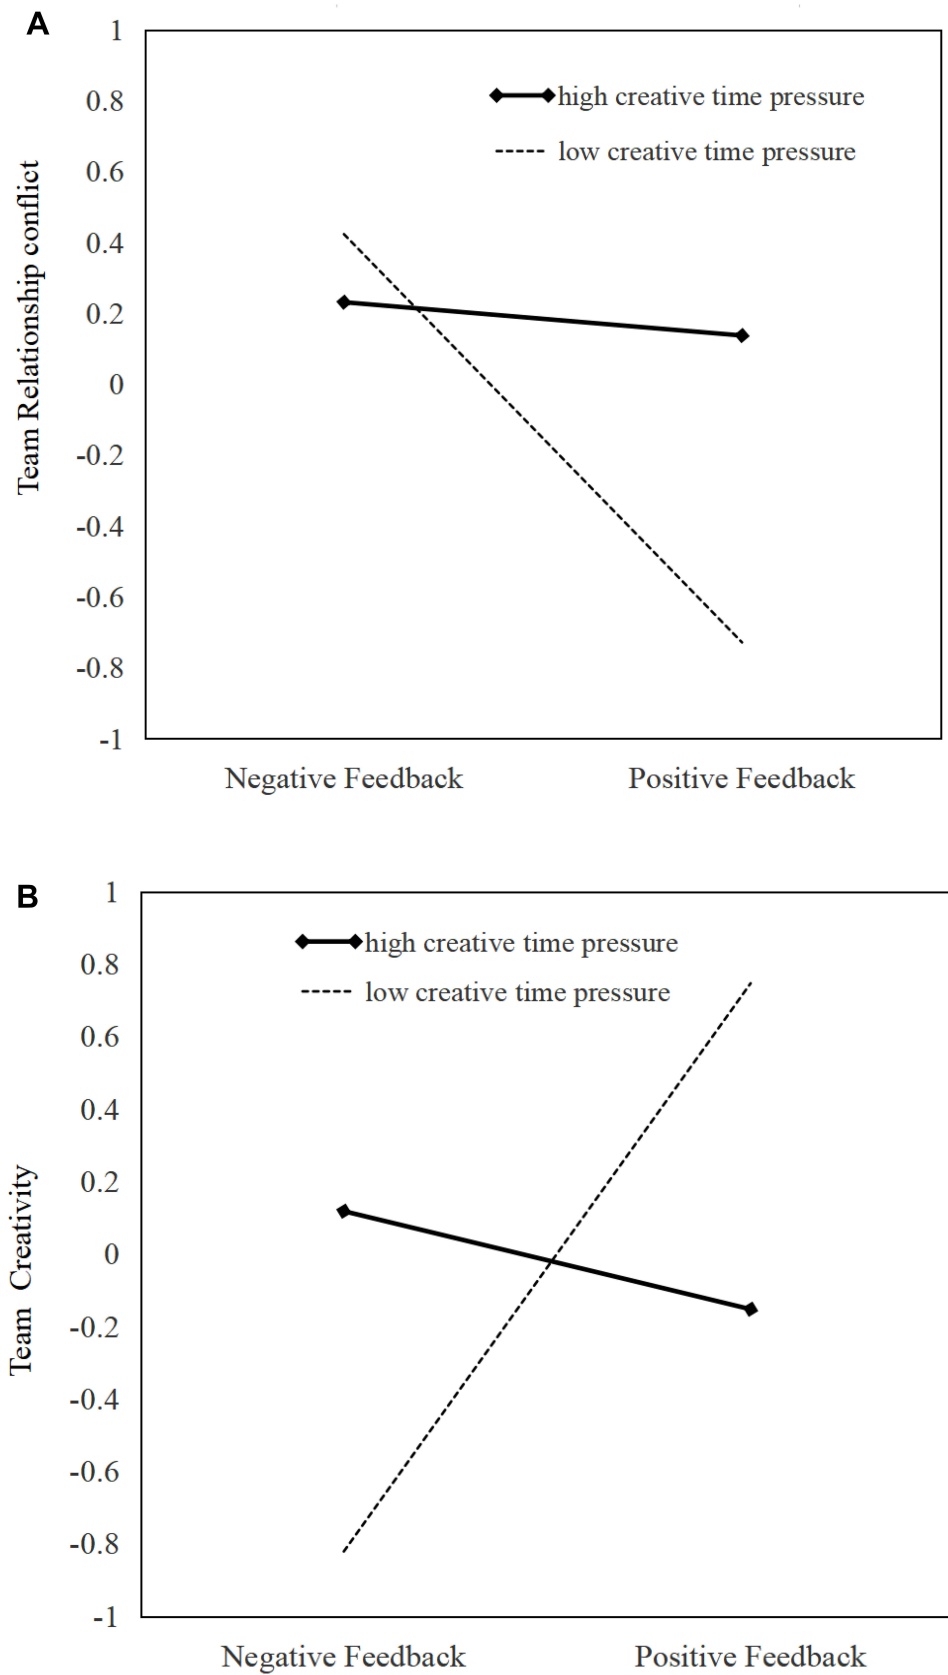 A
1
0.8
0.6
0.4
0.2
0
-0.2
-0.4
-0.6
-0.8
-1
Team Relationship conflict
high creative time pressure
low creative time pressure
Negative Feedback
Positive Feedback
B
1
0.8
0.6
0.4
0.2
0
-0.2
-0.4
-0.6
-0.8
-1
Team Creativity
high creative time pressure
low creative time pressure
Negative Feedback
Positive Feedback